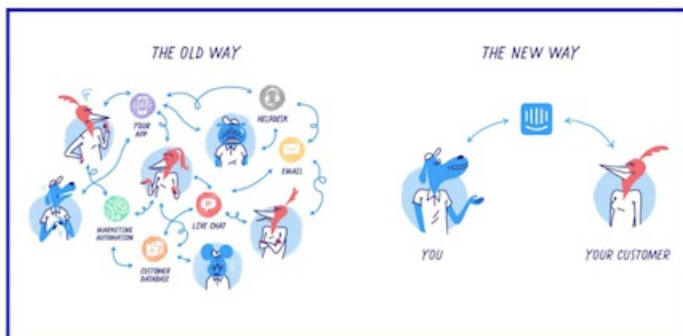 THE OLD WAY
YOUR
APP
HELPDESK
EMAIL
MARKETING
AUTOMATION
LIVE CHAT
CUSTOMER
DATABASE
THE NEW WAY
YOU
YOUR CUSTOMER